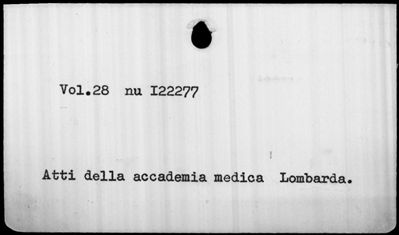 Vol.28 nu I22277
Atti della accademia medica Lombarda.